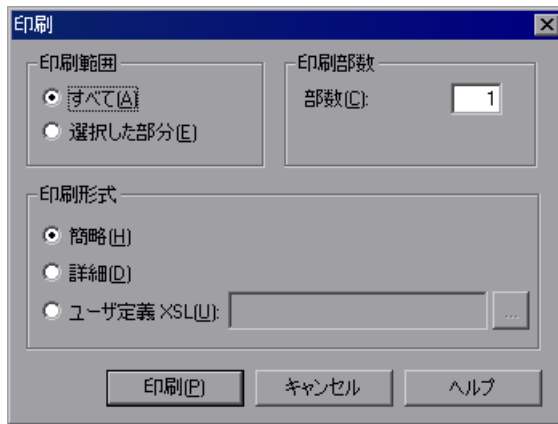 印刷
印刷範囲
すべて(A)
選択した部分(E)
印刷部数
部数(C): 1
印刷形式
簡略(H)
詳細(D)
ユーザ定義 XSL(U): ...
印刷(P) キャンセル ヘルプ